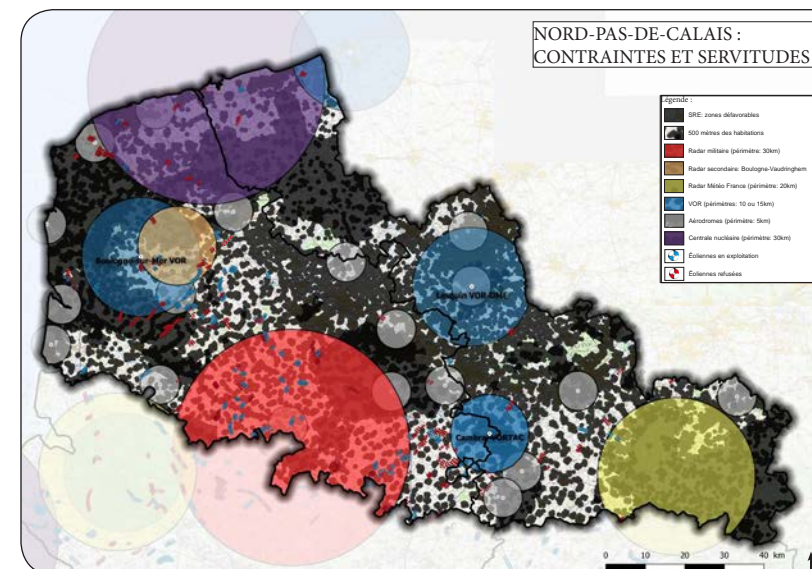 NORD-PAS-DE-CALAIS :
CONTRAINTES ET SERVITUDES
Légende :
SRE: zones défavorables
500 mètres des habitations
Radar militaire (périmètre: 30km)
Radar secondaire: Boulogne-Vaudringhem
Radar Météo France (périmètre: 20km)
VOR (périmètres: 10 ou 15km)
Aérodromes (périmètre: 5km)
Centrale nucléaire (périmètre: 30km)
Éoliennes en exploitation
Éoliennes refusées
Boulogne-sur-Mer VOR
Lesquin VOR
Cambrai VORTAC
0 10 20 30 40 km